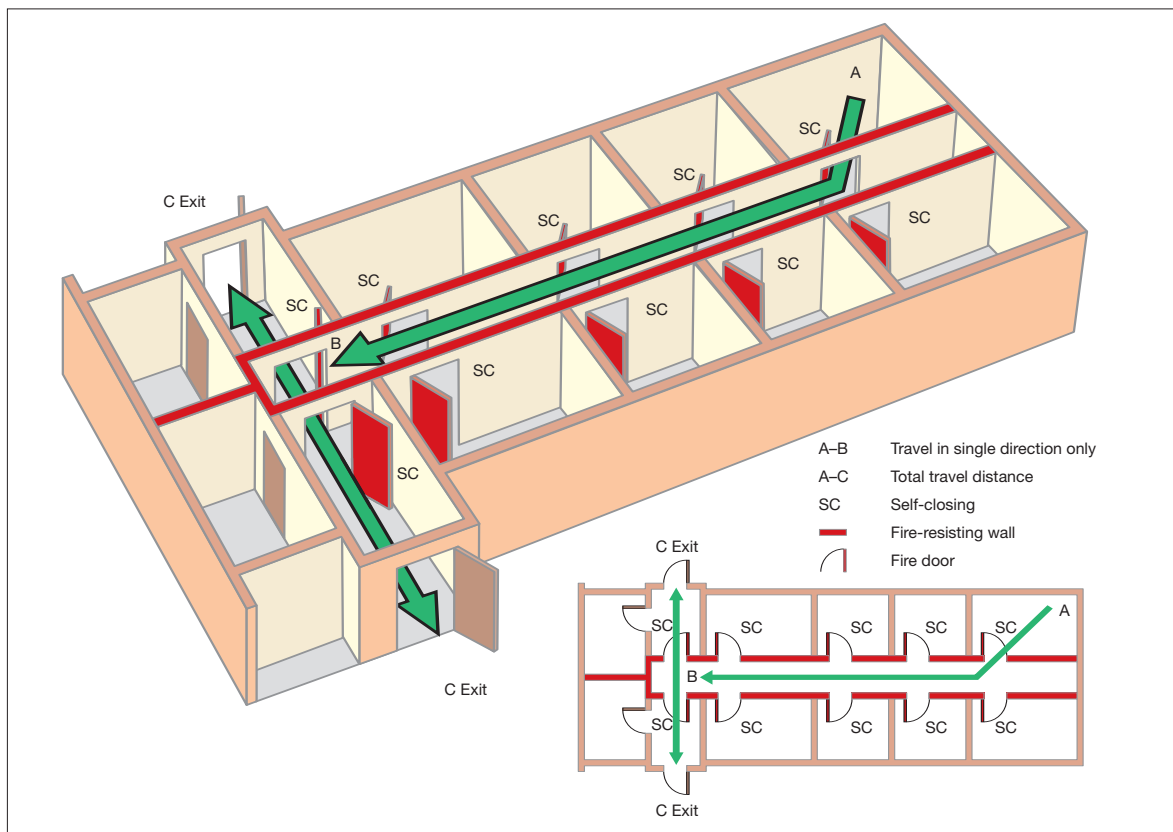 A
SC
SC
C Exit
SC
SC
SC
SC
SC
SC
B
SC
SC
SC
A–B Travel in single direction only
A–C Total travel distance
SC Self-closing
Fire-resisting wall
Fire door
C Exit
C Exit
A
SC SC SC SC SC
B
SC SC SC SC SC
C Exit